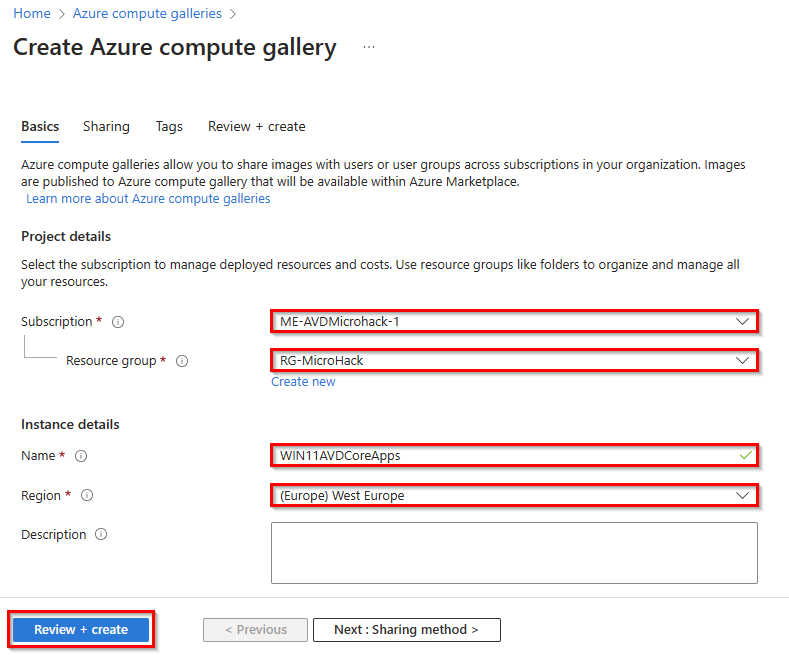 Home > Azure compute galleries >
Create Azure compute gallery ...
Basics Sharing Tags Review + create
Azure compute galleries allow you to share images with users or user groups across subscriptions in your organization. Images
are published to Azure compute gallery that will be available within Azure Marketplace.
Learn more about Azure compute galleries
Project details
Select the subscription to manage deployed resources and costs. Use resource groups like folders to organize and manage all
your resources.
Subscription * ME-AVDMicrohack-1
Resource group * RG-MicroHack
Create new
Instance details
Name * WIN11AVDCoreApps
Region * (Europe) West Europe
Description
Review + create < Previous Next : Sharing method >